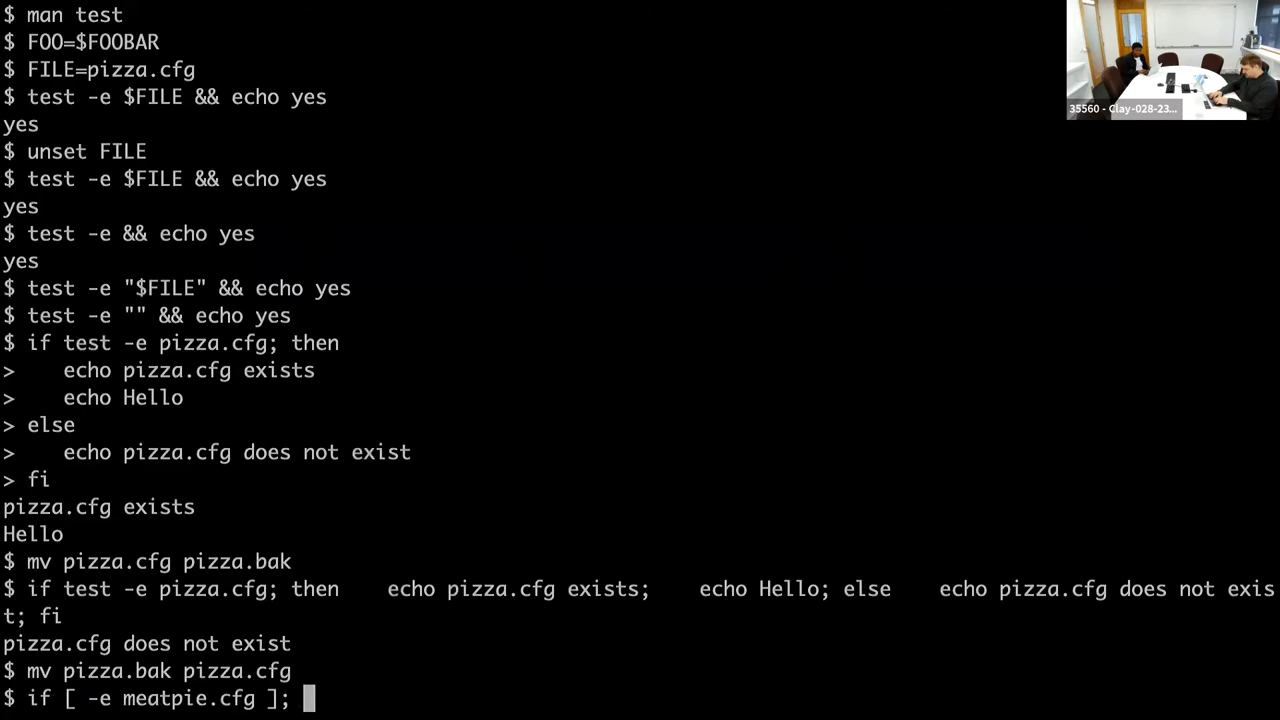 $ man test
$ FOO=$FOOBAR
$ FILE=pizza.cfg
$ test -e $FILE && echo yes
yes
$ unset FILE
$ test -e $FILE && echo yes
yes
$ test -e && echo yes
yes
$ test -e "$FILE" && echo yes
$ test -e "" && echo yes
$ if test -e pizza.cfg; then
>    echo pizza.cfg exists
>    echo Hello
> else
>    echo pizza.cfg does not exist
> fi
pizza.cfg exists
Hello
$ mv pizza.cfg pizza.bak
$ if test -e pizza.cfg; then    echo pizza.cfg exists;    echo Hello; else    echo pizza.cfg does not exis
t; fi
pizza.cfg does not exist
$ mv pizza.bak pizza.cfg
$ if [ -e meatpie.cfg ];
35560 - Clay-028-23...